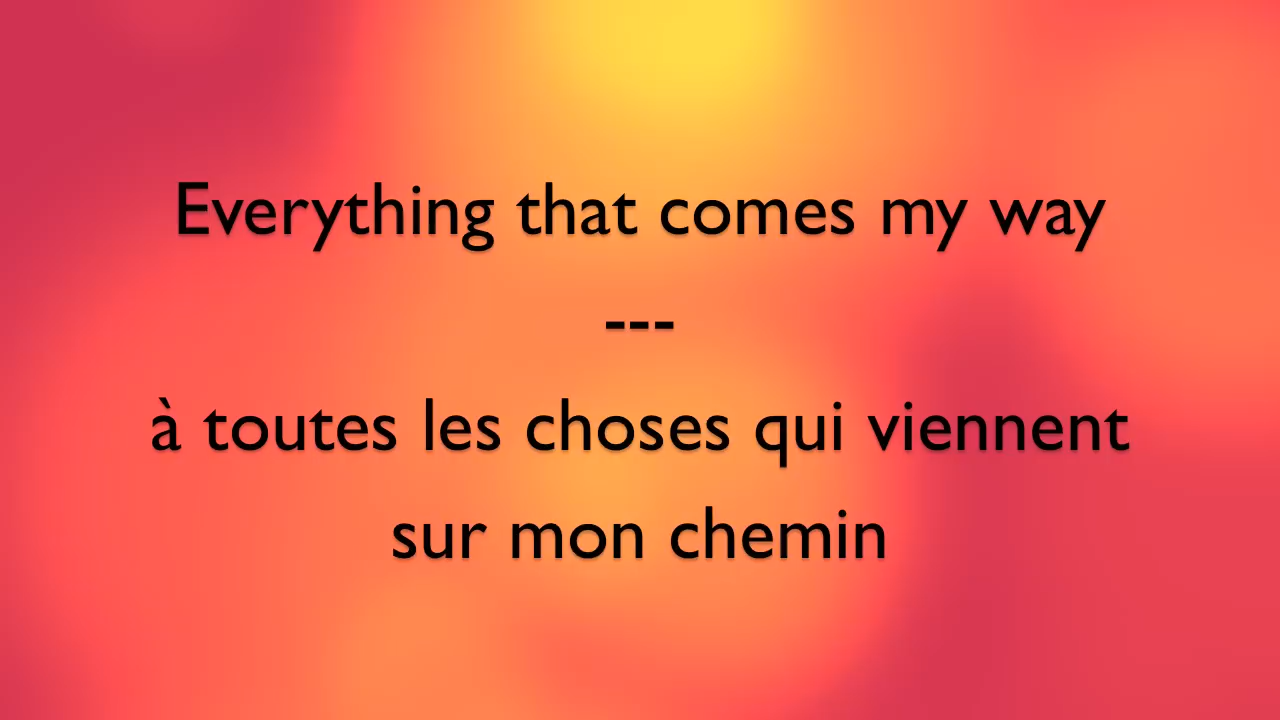 Everything that comes my way
---
à toutes les choses qui viennent
sur mon chemin